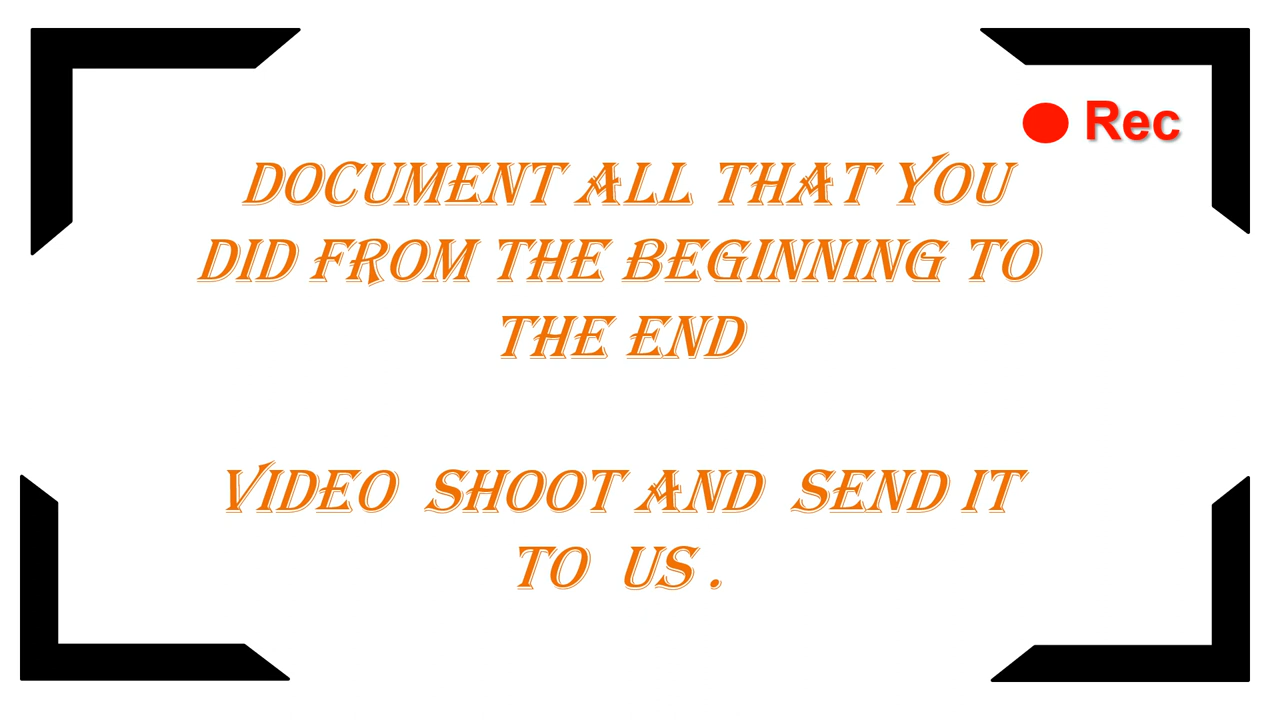 Rec
DOCUMENT ALL THAT YOU
DID FROM THE BEGINNING TO
THE END
VIDEO SHOOT AND SEND IT
TO US .